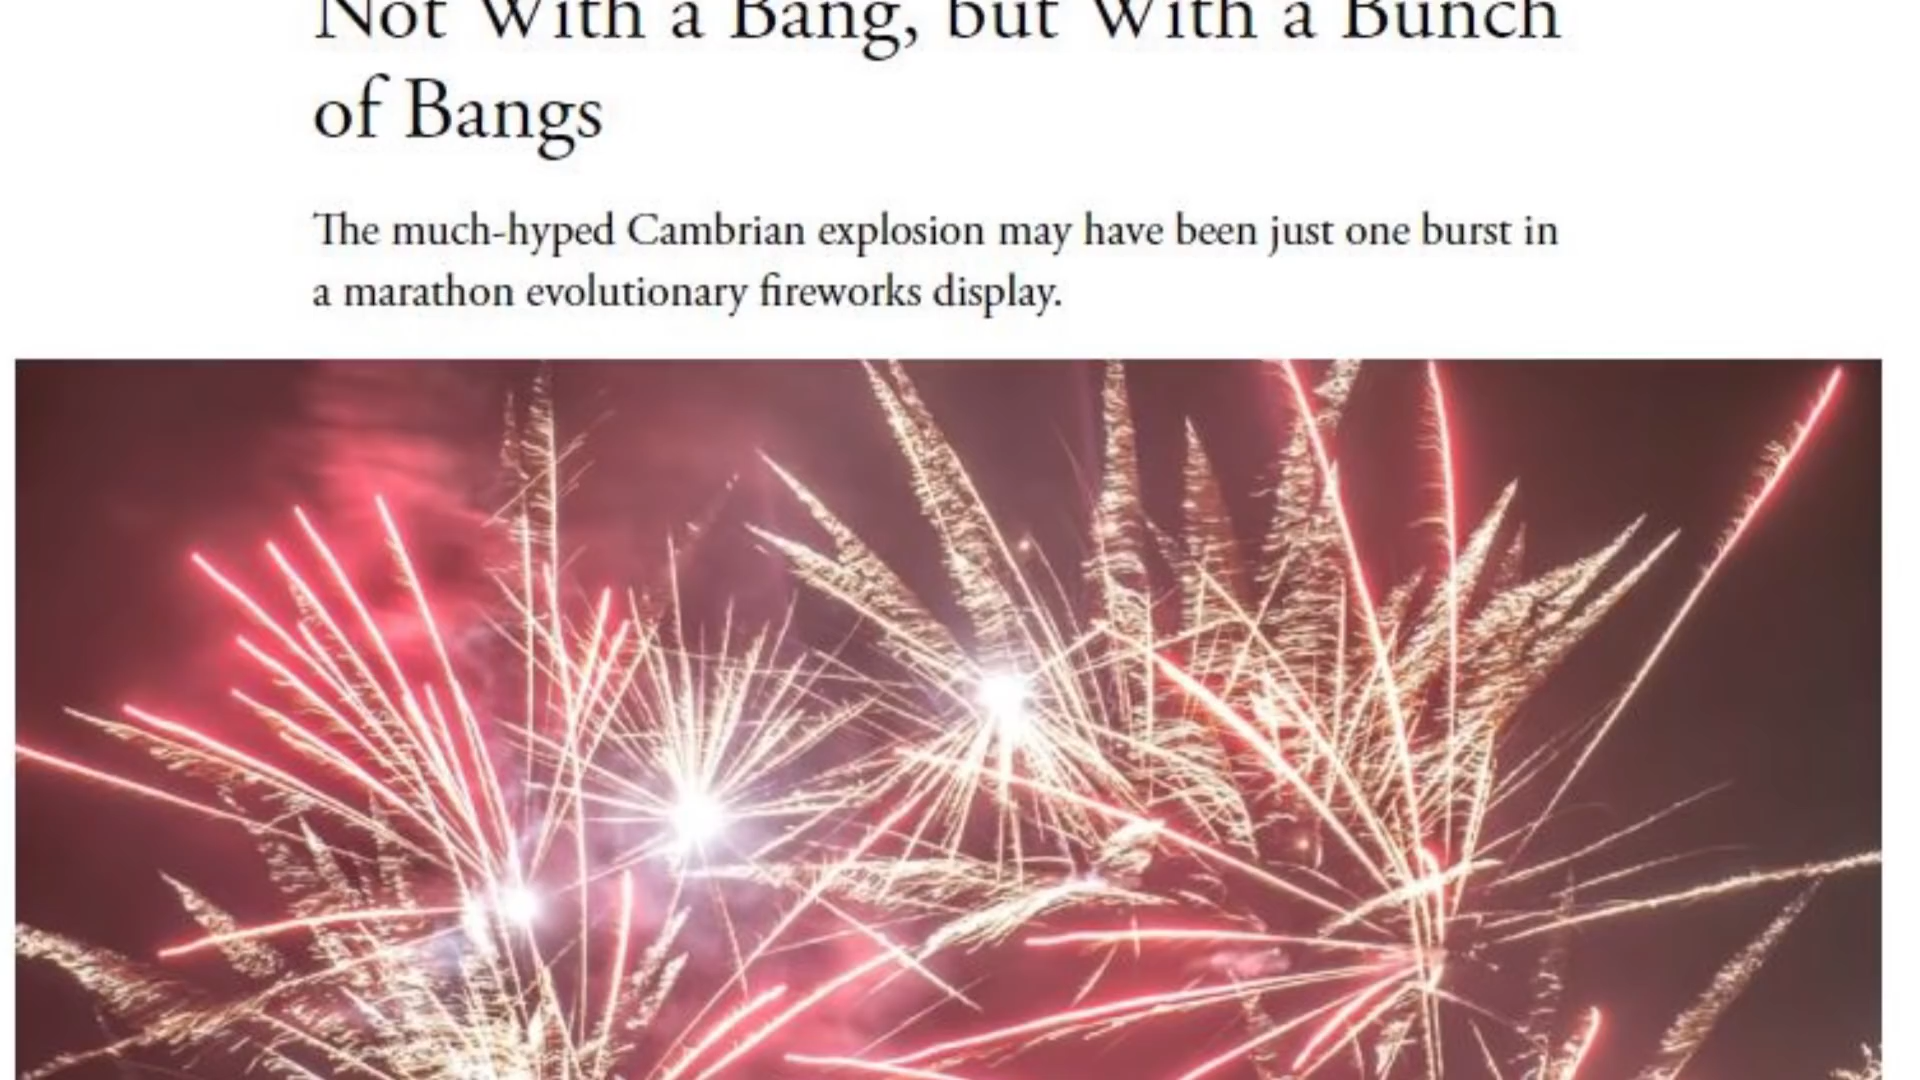 Not With a Bang, but With a Bunch
of Bangs
The much-hyped Cambrian explosion may have been just one burst in
a marathon evolutionary fireworks display.